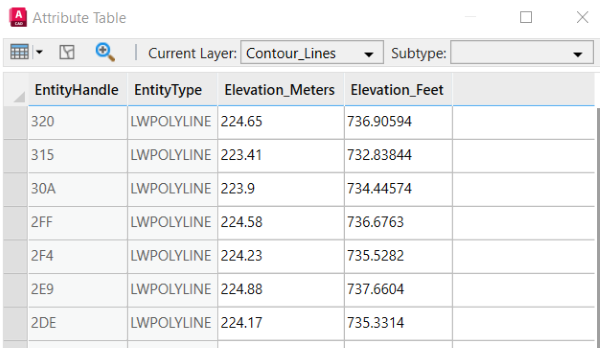 A CAD Attribute Table
Current Layer: Contour_Lines Subtype:
EntityHandle EntityType Elevation_Meters Elevation_Feet
320 LWPOLYLINE 224.65 736.90594
315 LWPOLYLINE 223.41 732.83844
30A LWPOLYLINE 223.9 734.44574
2FF LWPOLYLINE 224.58 736.6763
2F4 LWPOLYLINE 224.23 735.5282
2E9 LWPOLYLINE 224.88 737.6604
2DE LWPOLYLINE 224.17 735.3314